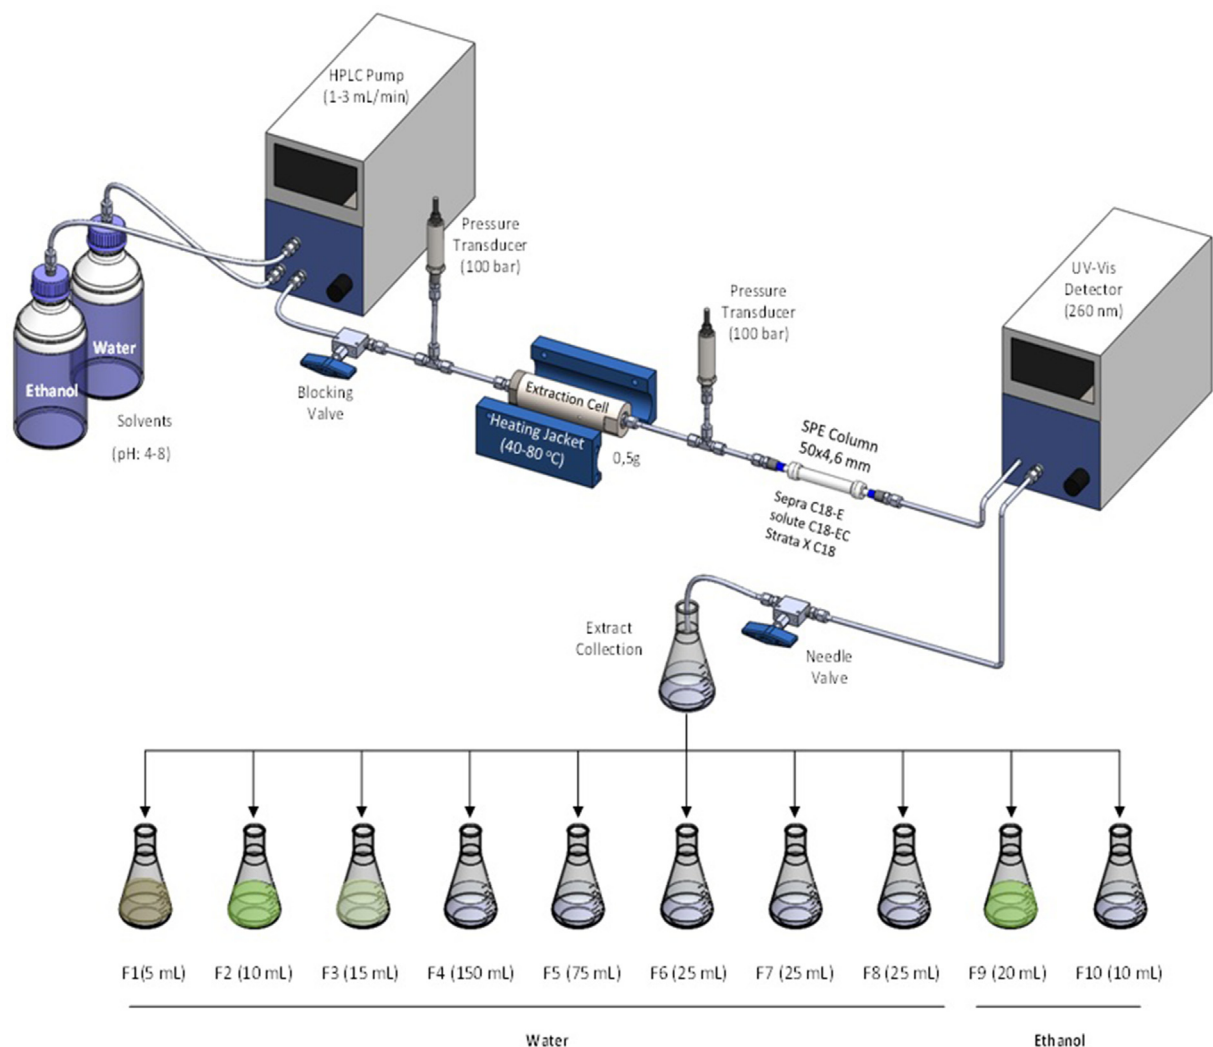 HPLC Pump
(1-3 mL/min)
Pressure
Transducer
(100 bar)
UV-Vis
Detector
(260 nm)
Pressure
Transducer
(100 bar)
Water
Ethanol
Solvents
(pH: 4-8)
Blocking
Valve
Extraction Cell
Heating Jacket
(40-80 °C)
0,5g
SPE Column
50x4,6 mm
Sepra C18-E
solute C18-EC
Strata X C18
Extract
Collection
Needle
Valve
F1(5 mL) F2 (10 mL) F3 (15 mL) F4 (150 mL) F5 (75 mL) F6 (25 mL) F7 (25 mL) F8 (25 mL) F9 (20 mL) F10 (10 mL)
Water Ethanol